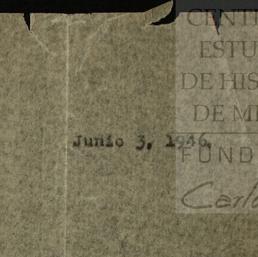 CENT
ESTU
DE HIS
DE M
Junio 3, 1946.
FUND
Carlo